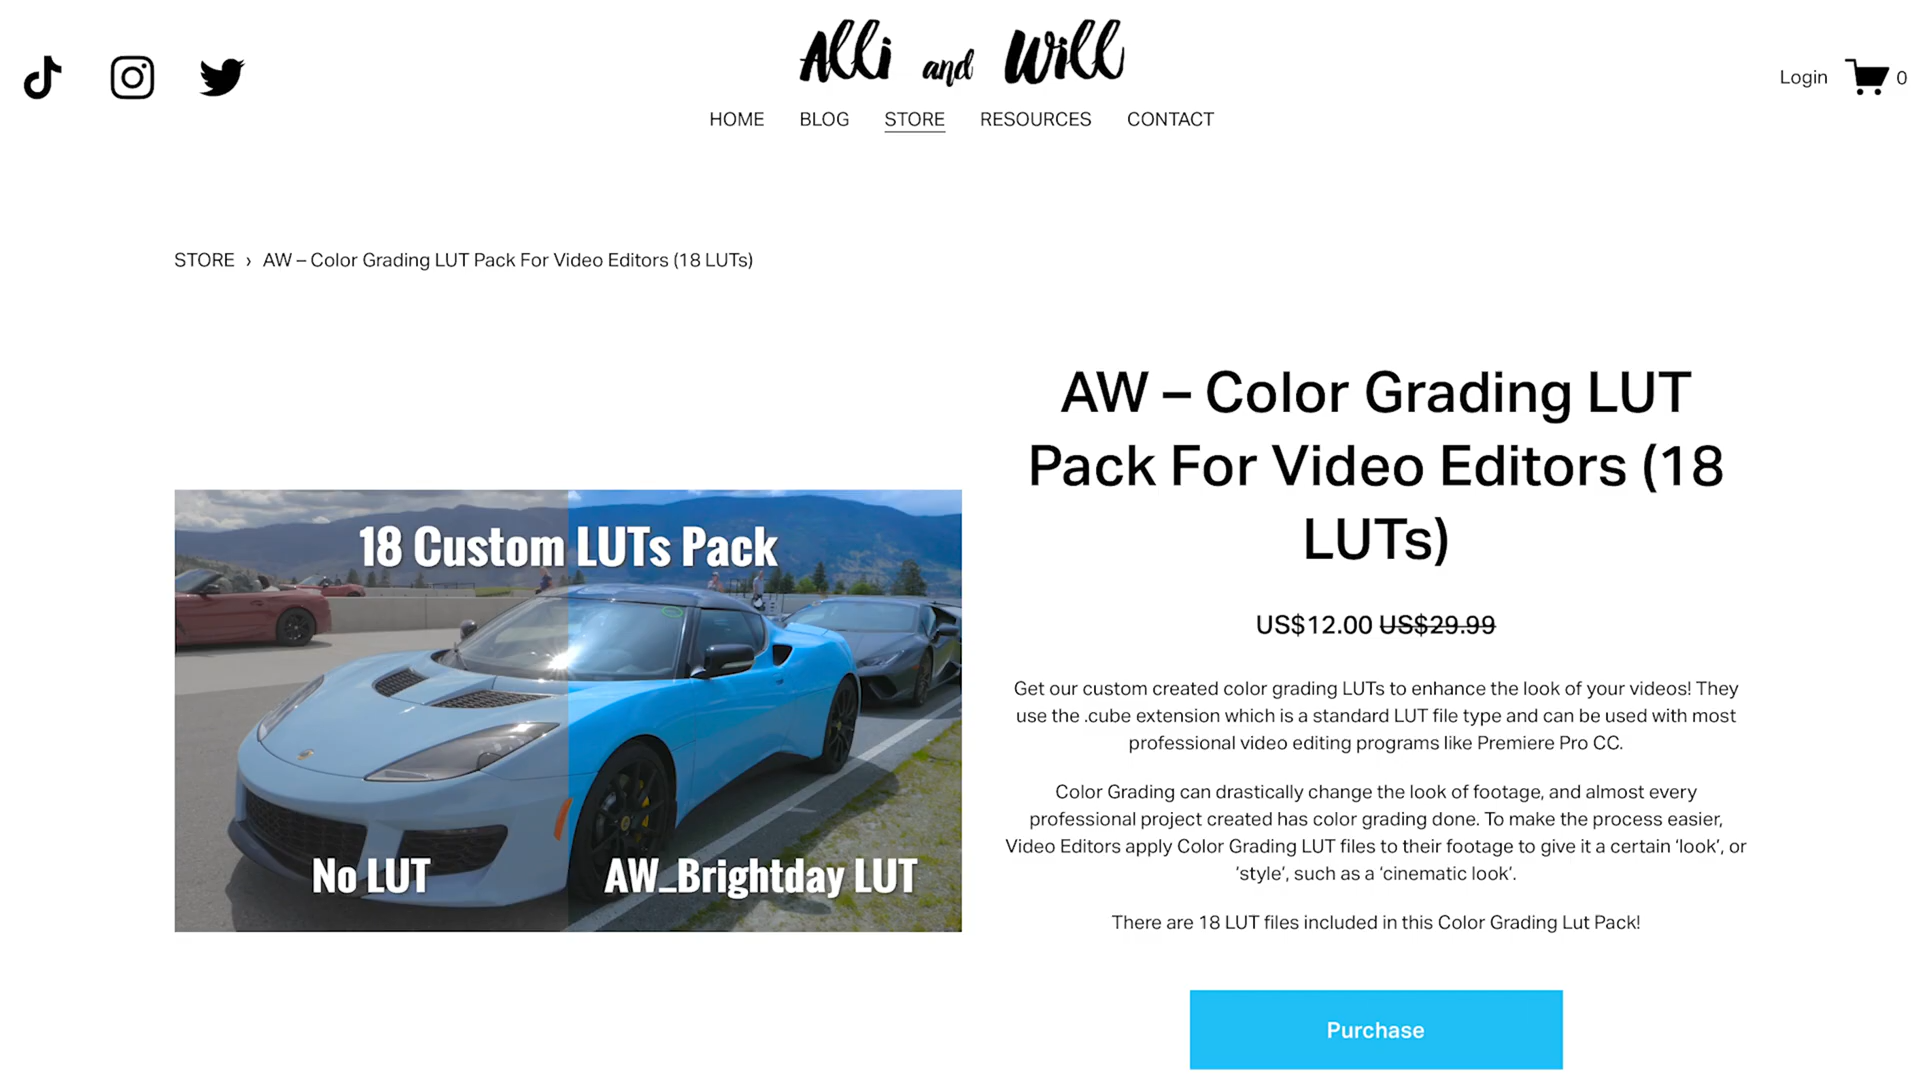 Alli and Will
Login
0
HOME BLOG STORE RESOURCES CONTACT
STORE › AW – Color Grading LUT Pack For Video Editors (18 LUTs)
AW – Color Grading LUT
Pack For Video Editors (18
LUTs)
18 Custom LUTs Pack
No LUT
AW_Brightday LUT
US$12.00 US$29.99
Get our custom created color grading LUTs to enhance the look of your videos! They
use the .cube extension which is a standard LUT file type and can be used with most
professional video editing programs like Premiere Pro CC.
Color Grading can drastically change the look of footage, and almost every
professional project created has color grading done. To make the process easier,
Video Editors apply Color Grading LUT files to their footage to give it a certain ‘look’, or
‘style’, such as a ‘cinematic look’.
There are 18 LUT files included in this Color Grading Lut Pack!
Purchase